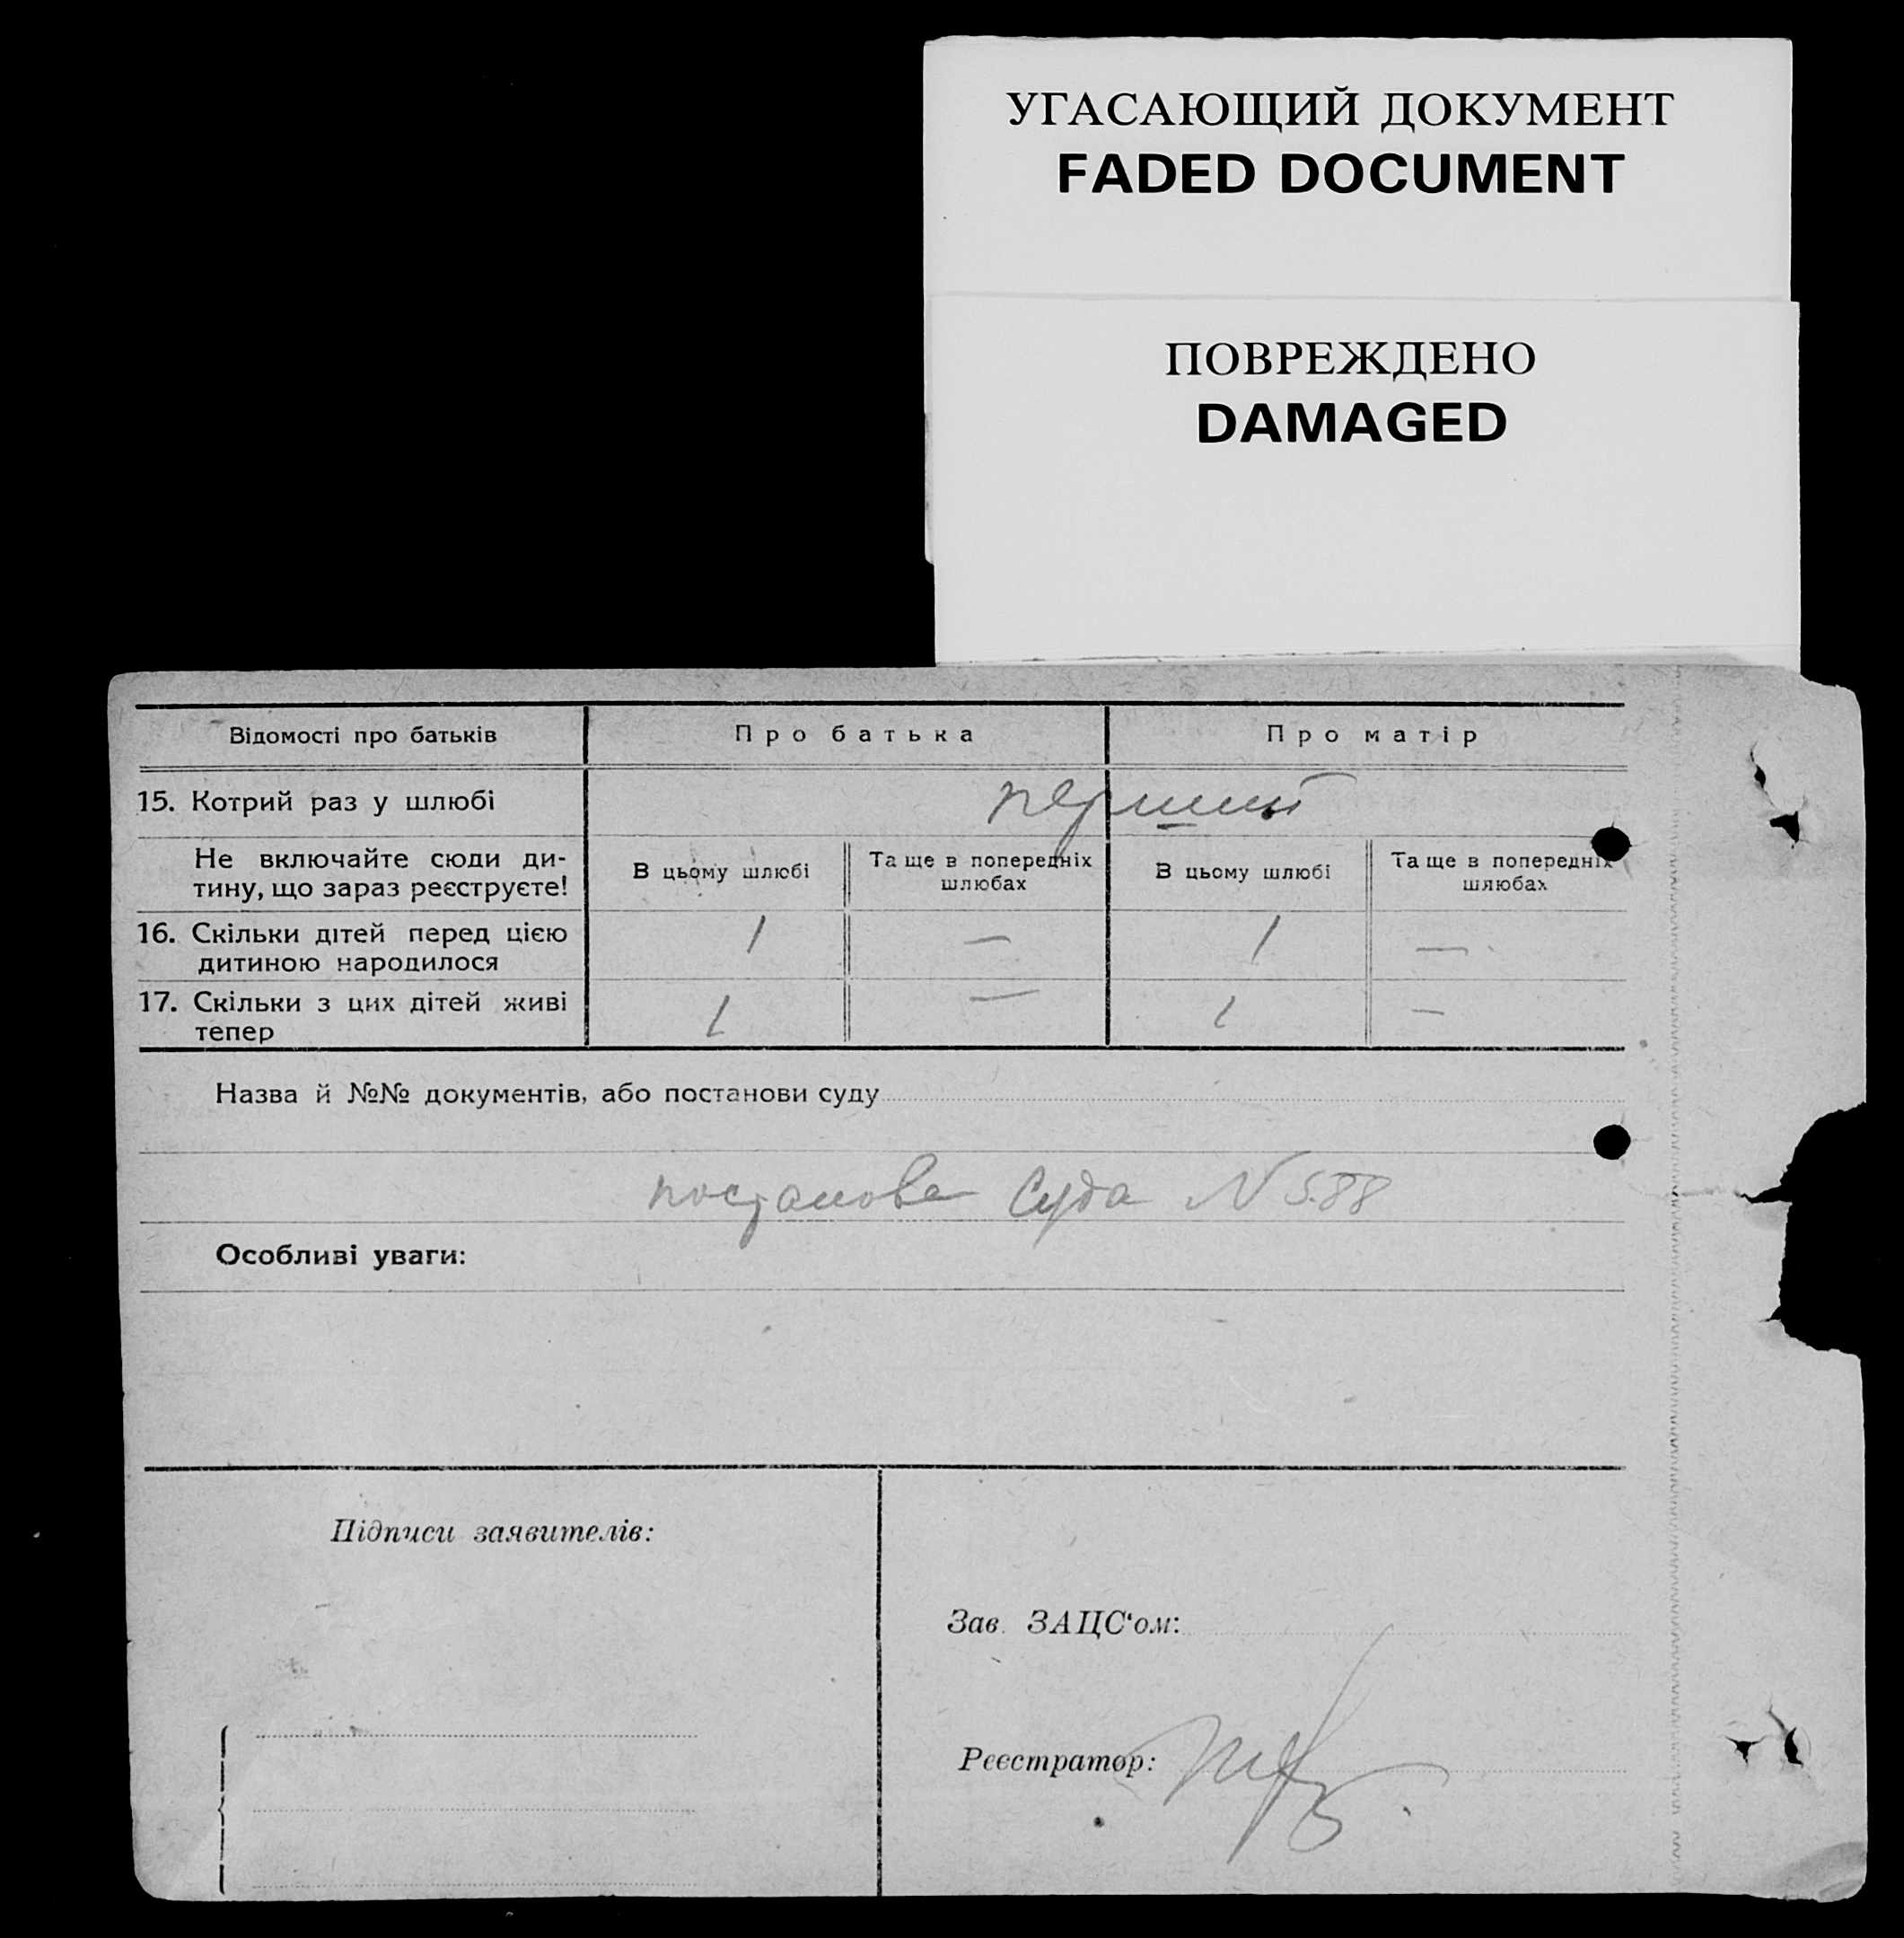 УГАСАЮЩИЙ ДОКУМЕНТ
FADED DOCUMENT
ПОВРЕЖДЕНО
DAMAGED
Відомості про батьків Про батька Про матір
15. Котрий раз у шлюбі перший
Не включайте сюди ди-
тину, що зараз реєструєте!
В цьому шлюбі
Та ще в попередніх
шлюбах
В цьому шлюбі
Та ще в попередніх
шлюбах
16. Скільки дітей перед цією
дитиною народилося
1 — 1 —
17. Скільки з цих дітей живі
тепер
1 — 1 —
Назва й №№ документів, або постанови суду
постанова Суда N 588
Особливі уваги:
Підписи заявителів:
Зав. ЗАЦС‘ом:
Реєстратор: